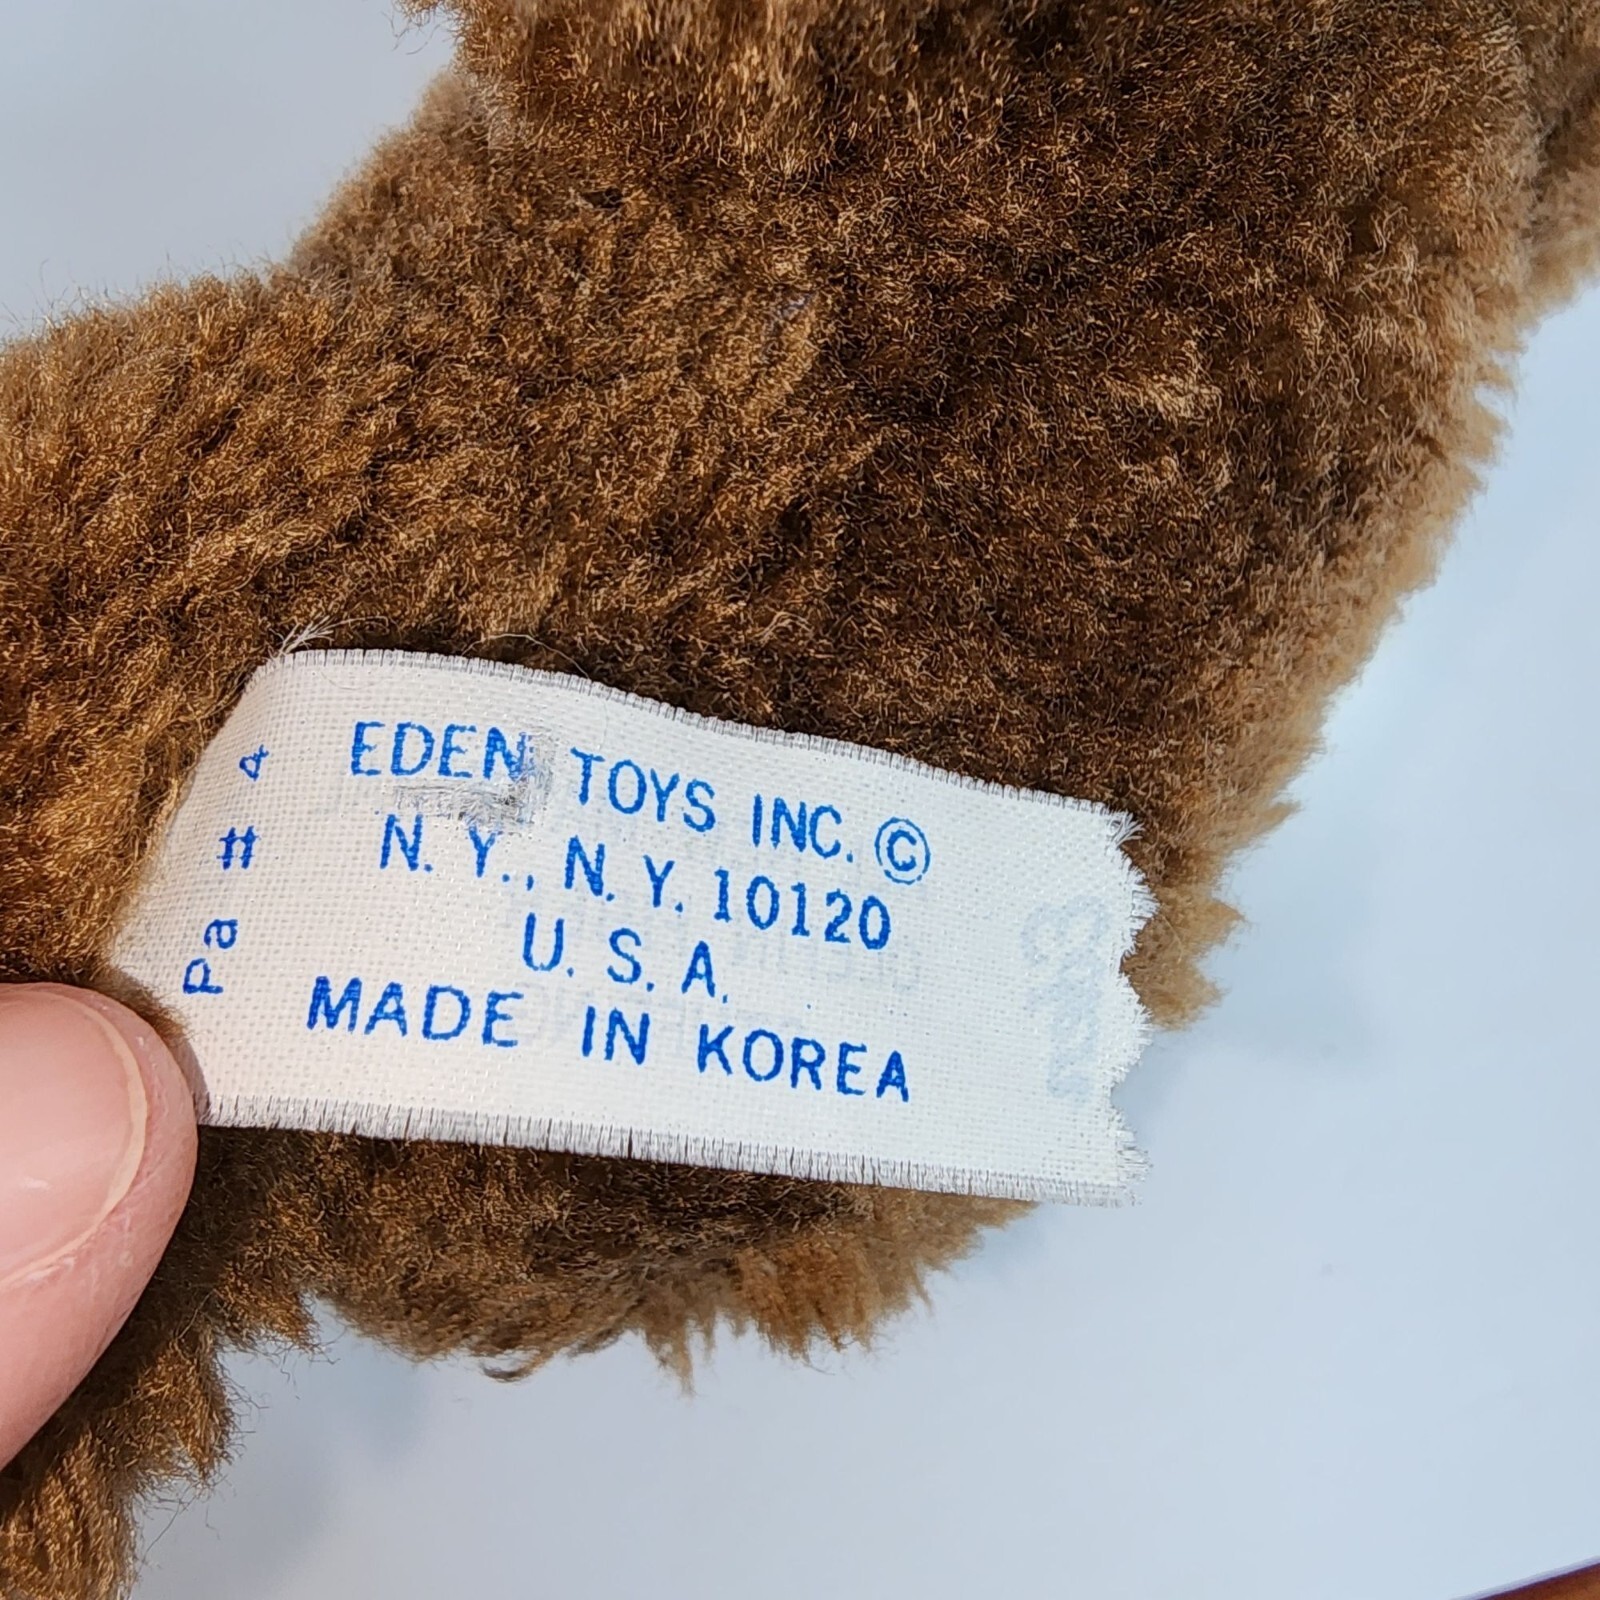 EDEN TOYS INC. ©
N. Y., N. Y. 10120
U. S. A.
MADE IN KOREA
Pa # 4